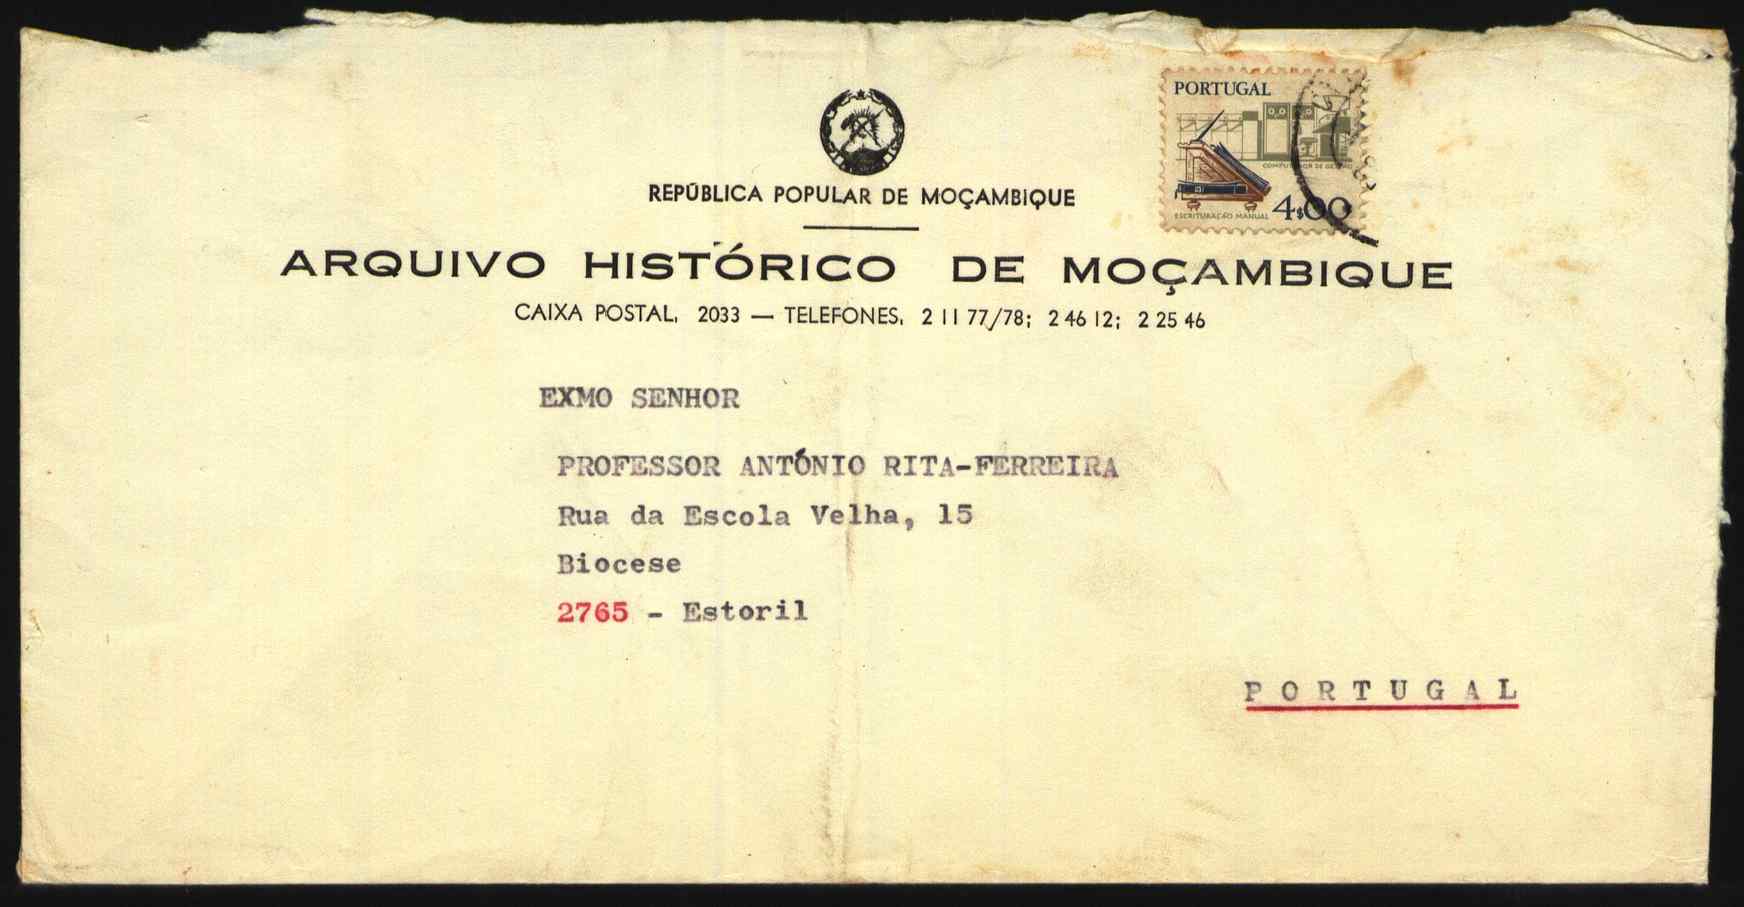 PORTUGAL
ESCRITURAÇÃO MANUAL
4$00
REPÚBLICA POPULAR DE MOÇAMBIQUE
ARQUIVO HISTÓRICO DE MOÇAMBIQUE
CAIXA POSTAL, 2033 — TELEFONES, 2 11 77/78; 2 46 12; 2 25 46
EXMO SENHOR
PROFESSOR ANTÓNIO RITA-FERREIRA
Rua da Escola Velha, 15
Biocese
2765 - Estoril
PORTUGAL